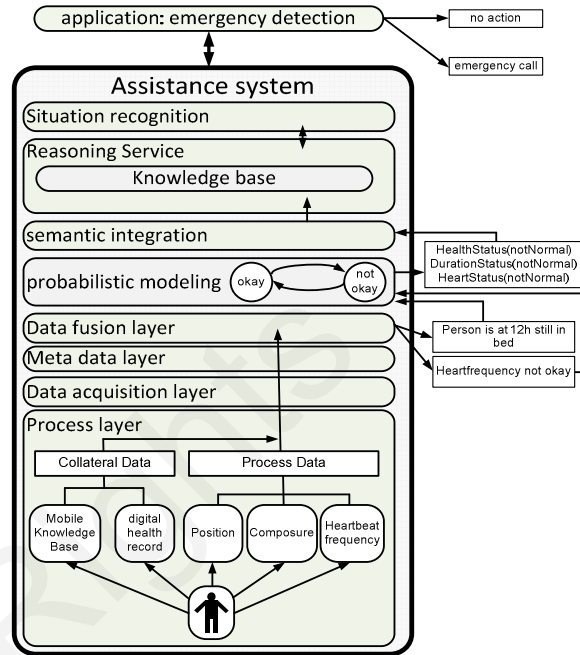 application: emergency detection
no action
emergency call
Assistance system
Situation recognition
Reasoning Service
Knowledge base
semantic integration
HealthStatus(notNormal)
DurationStatus(notNormal)
HeartStatus(notNormal)
probabilistic modeling
okay
not
okay
Data fusion layer
Person is at 12h still in
bed
Meta data layer
Heartfrequency not okay
Data acquisition layer
Process layer
Collateral Data
Process Data
Mobile
Knowledge
Base
digital
health
record
Position
Composure
Heartbeat
frequency
Rights